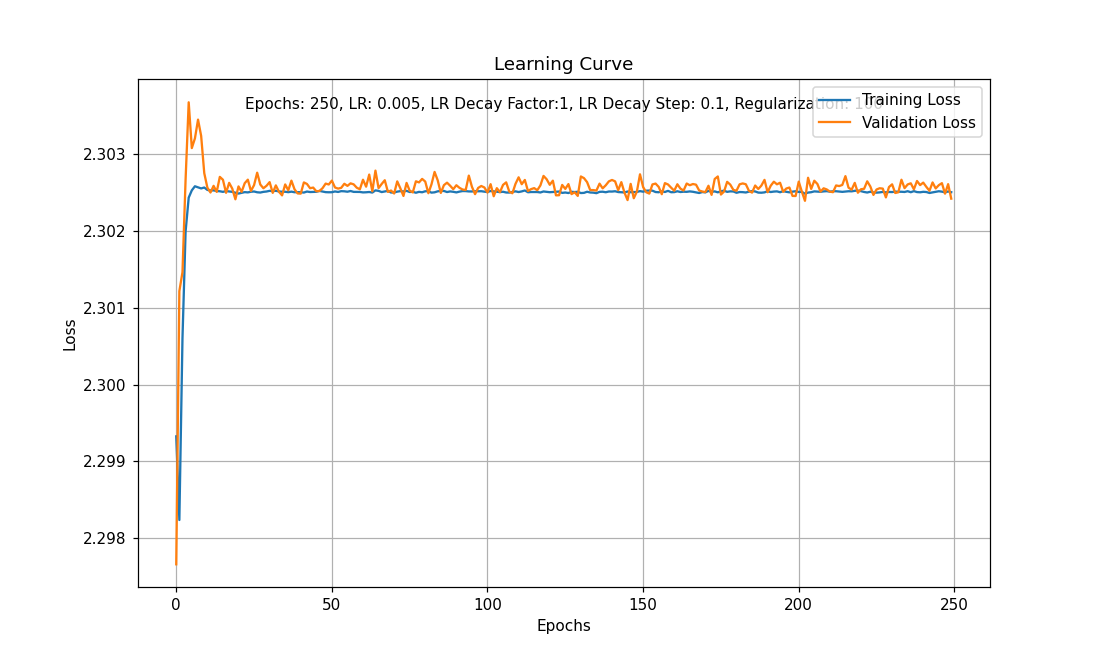 Learning Curve
Epochs: 250, LR: 0.005, LR Decay Factor:1, LR Decay Step: 0.1, Regularization: 100
Training Loss
Validation Loss
2.303
2.302
2.301
2.300
2.299
2.298
Loss
0 50 100 150 200 250
Epochs